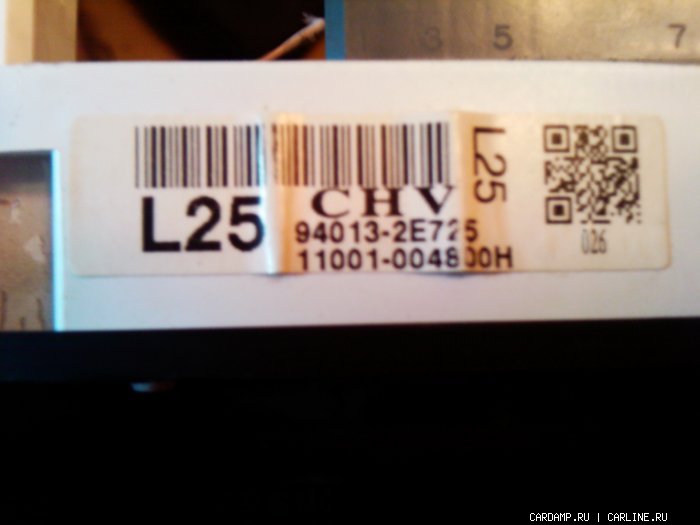 3 5 7
L25
CHV
94013-2E725
11001-004800H
L25
026
CARDAMP.RU | CARLINE.RU